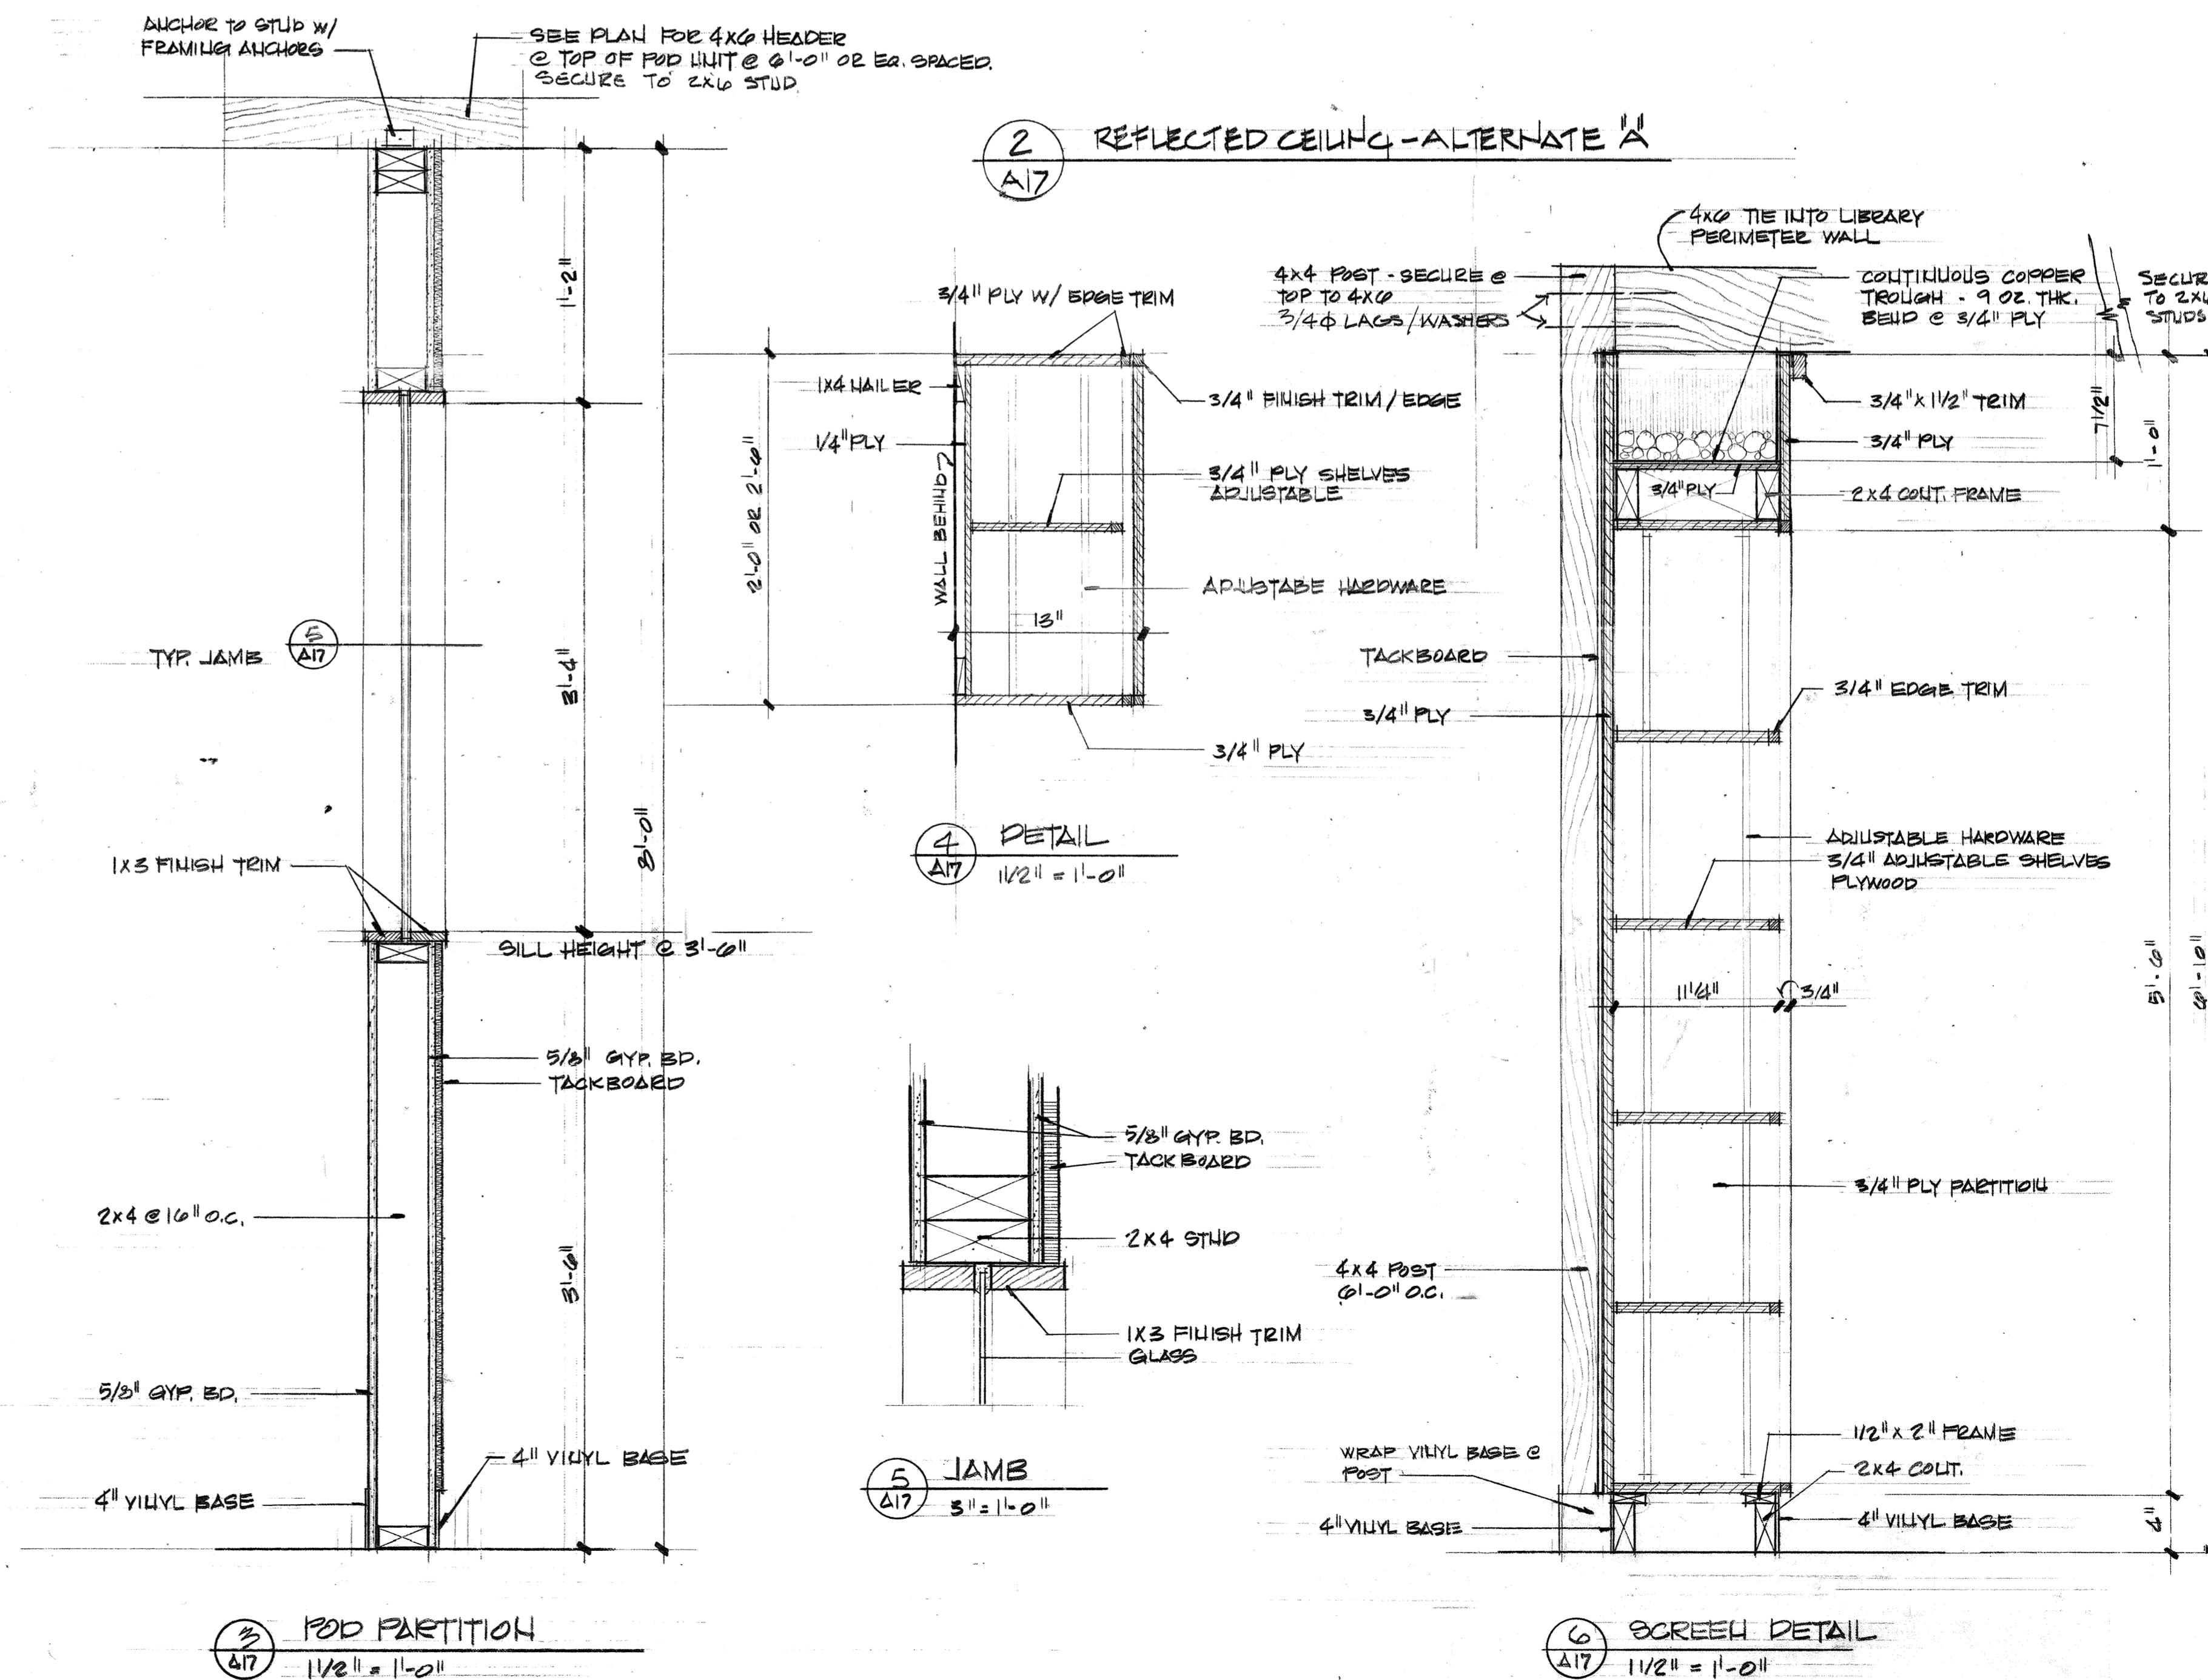 ANCHOR TO STUD W/
FRAMING ANCHORS
SEE PLAN FOR 4X6 HEADER
@ TOP OF POD UNIT @ 6'-0" OR EQ. SPACED.
SECURE TO 2X6 STUD
1'-2"
3'-4"
8'-0"
5
A17
TYP. JAMB
1X3 FINISH TRIM
SILL HEIGHT @ 3'-6"
5/8" GYP. BD.
TACKBOARD
2X4 @ 16" O.C.
3'-6"
5/8" GYP. BD.
4" VINYL BASE
4" VINYL BASE
3
A17
POD PARTITION
1 1/2" = 1'-0"
2
A17
REFLECTED CEILING - ALTERNATE "A"
3/4" PLY W/ EDGE TRIM
1X4 NAILER
1/4" PLY
3/4" FINISH TRIM / EDGE
3/4" PLY SHELVES
ADJUSTABLE
2'-0" OR 2'-6"
WALL BEHIND
ADJUSTABE HARDWARE
13"
3/4" PLY
4
A17
DETAIL
1 1/2" = 1'-0"
5/8" GYP. BD.
TACKBOARD
2X4 STUD
1X3 FINISH TRIM
GLASS
5
A17
JAMB
3" = 1'-0"
4X6 TIE INTO LIBRARY
PERIMETER WALL
4X4 POST - SECURE @
TOP TO 4X6
3/4 Φ LAGS / WASHERS
CONTINUOUS COPPER
TROUGH - 9 OZ. THK.
BEND @ 3/4" PLY
SECUR
TO 2X
STUDS
3/4" X 1 1/2" TRIM
3/4" PLY
7 1/2"
1'-0"
3/4" PLY
2X4 CONT. FRAME
TACKBOARD
3/4" PLY
3/4" EDGE TRIM
ADJUSTABLE HARDWARE
3/4" ADJUSTABLE SHELVES
PLYWOOD
11 1/4"
3/4"
5'-6"
6'-10"
3/4" PLY PARTITION
4X4 POST
6'-0" O.C.
WRAP VINYL BASE @
POST
1/2" X 2" FRAME
2X4 CONT.
4" VINYL BASE
4" VINYL BASE
4"
6
A17
SCREEN DETAIL
1 1/2" = 1'-0"